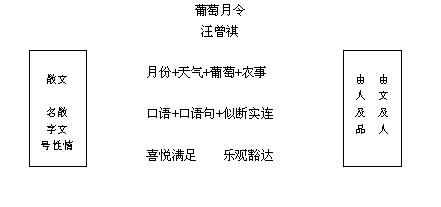 葡萄月令
汪曾祺
散文
名散
字文
号性情
月份+天气+葡萄+农事
口语+口语句+似断实连
喜悦满足 乐观豁达
由人及品
由文及人